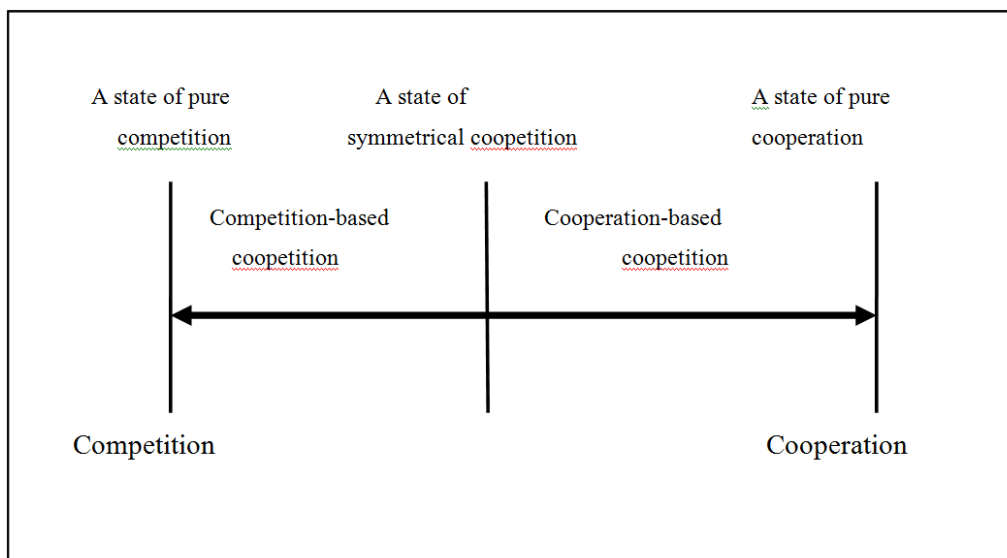 A state of pure
competition
A state of
symmetrical coopetition
A state of pure
cooperation
Competition-based
coopetition
Cooperation-based
coopetition
Competition
Cooperation